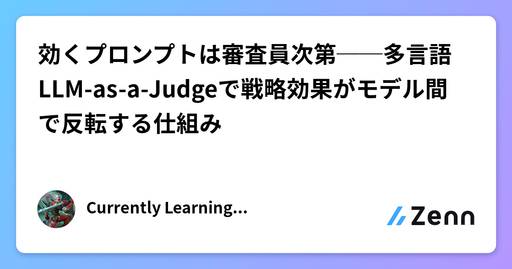 効くプロンプトは審査員次第──多言語
LLM-as-a-Judgeで戦略効果がモデル間
で反転する仕組み
Currently Learning...
Zenn